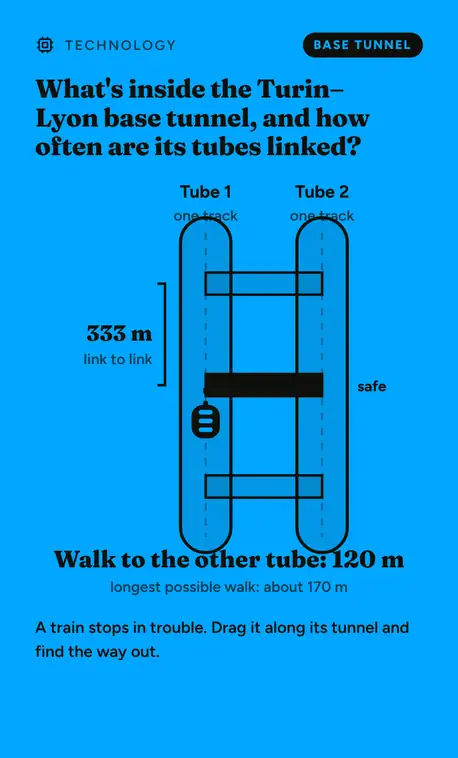 TECHNOLOGY
BASE TUNNEL
What's inside the Turin–
Lyon base tunnel, and how
often are its tubes linked?
Tube 1
Tube 2
one track
one track
333 m
link to link
safe
Walk to the other tube: 120 m
longest possible walk: about 170 m
A train stops in trouble. Drag it along its tunnel and
find the way out.